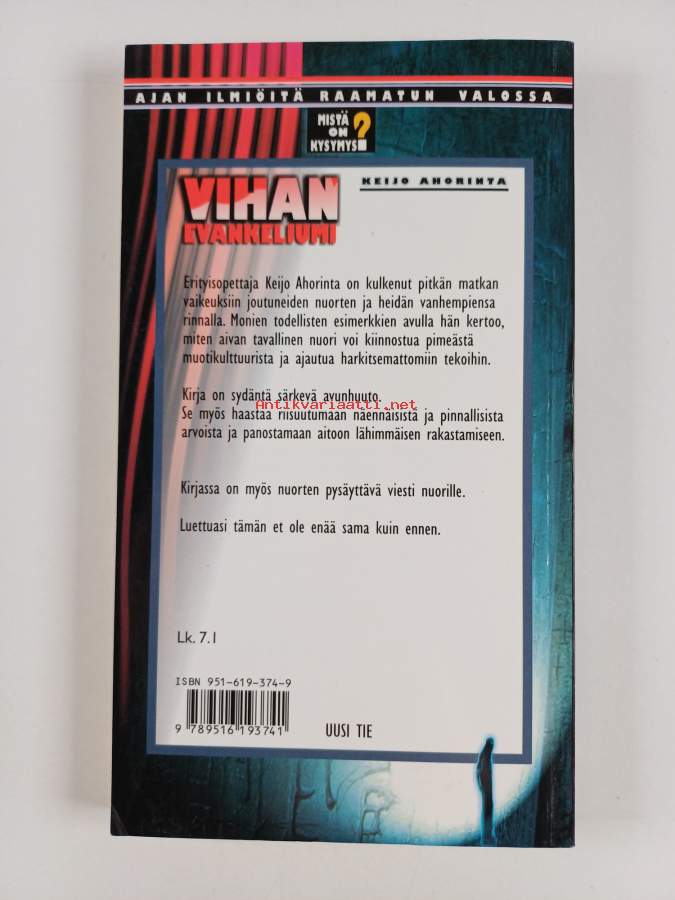 AJAN ILMIÖITÄ RAAMATUN VALOSSA
MISTÄ
ON
KYSYMYS
?
VIHAN
EVANKELIUMI
KEIJO AHORINTA
Erityisopettaja Keijo Ahorinta on kulkenut pitkän matkan
vaikeuksiin joutuneiden nuorten ja heidän vanhempiensa
rinnalla. Monien todellisten esimerkkien avulla hän kertoo,
miten aivan tavallinen nuori voi kiinnostua pimeästä
muotikulttuurista ja ajautua harkitsemattomiin tekoihin.
Kirja on sydäntä särkevä avunhuuto.
Antikvariaatti.net
Se myös haastaa riisuutumaan näennäisistä ja pinnallisista
arvoista ja panostamaan aitoon lähimmäisen rakastamiseen.
Kirjassa on myös nuorten pysäyttävä viesti nuorille.
Luettuasi tämän et ole enää sama kuin ennen.
Lk. 7.1
ISBN 951-619-374-9
9 789516 193741
UUSI TIE